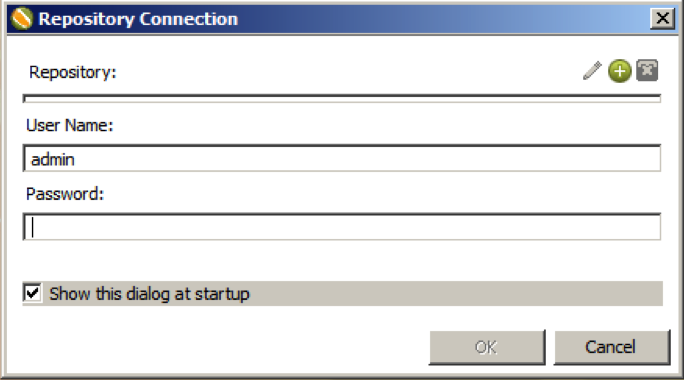 Repository Connection
Repository:
User Name:
admin
Password:
Show this dialog at startup
OK
Cancel